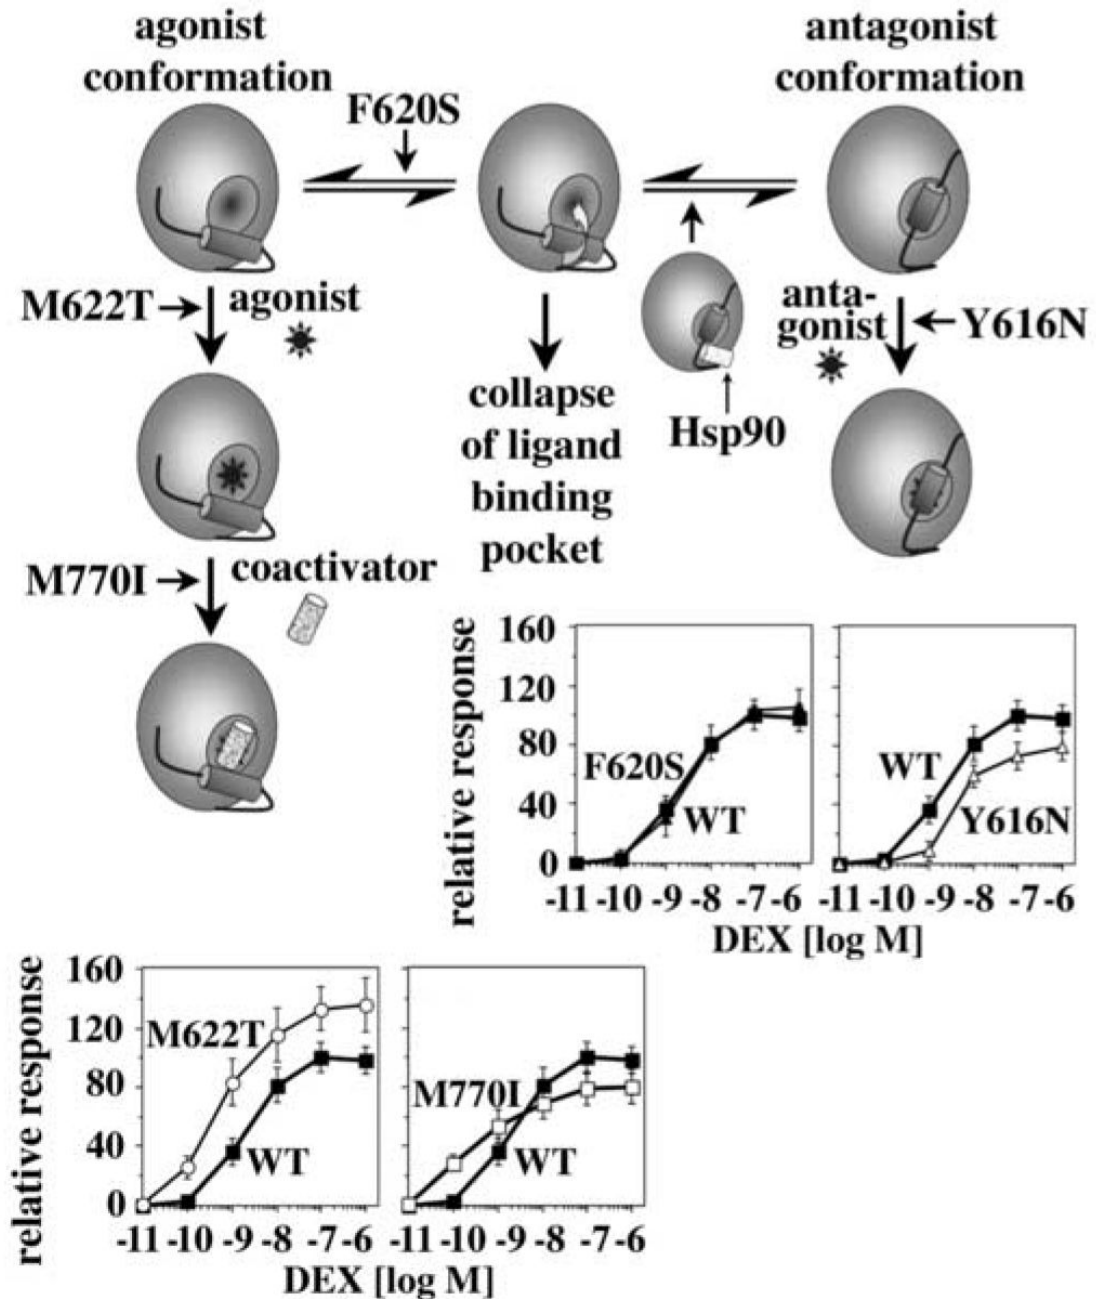 agonist
conformation
antagonist
conformation
F620S
M622T
agonist
anta-
gonist
Y616N
collapse
of ligand
binding
pocket
Hsp90
M770I
coactivator
relative response
160
120
80
40
0
F620S
WT
-11 -10 -9 -8 -7 -6
WT
Y616N
-11 -10 -9 -8 -7 -6
DEX [log M]
relative response
160
120
80
40
0
M622T
WT
-11 -10 -9 -8 -7 -6
M770I
WT
-11 -10 -9 -8 -7 -6
DEX [log M]